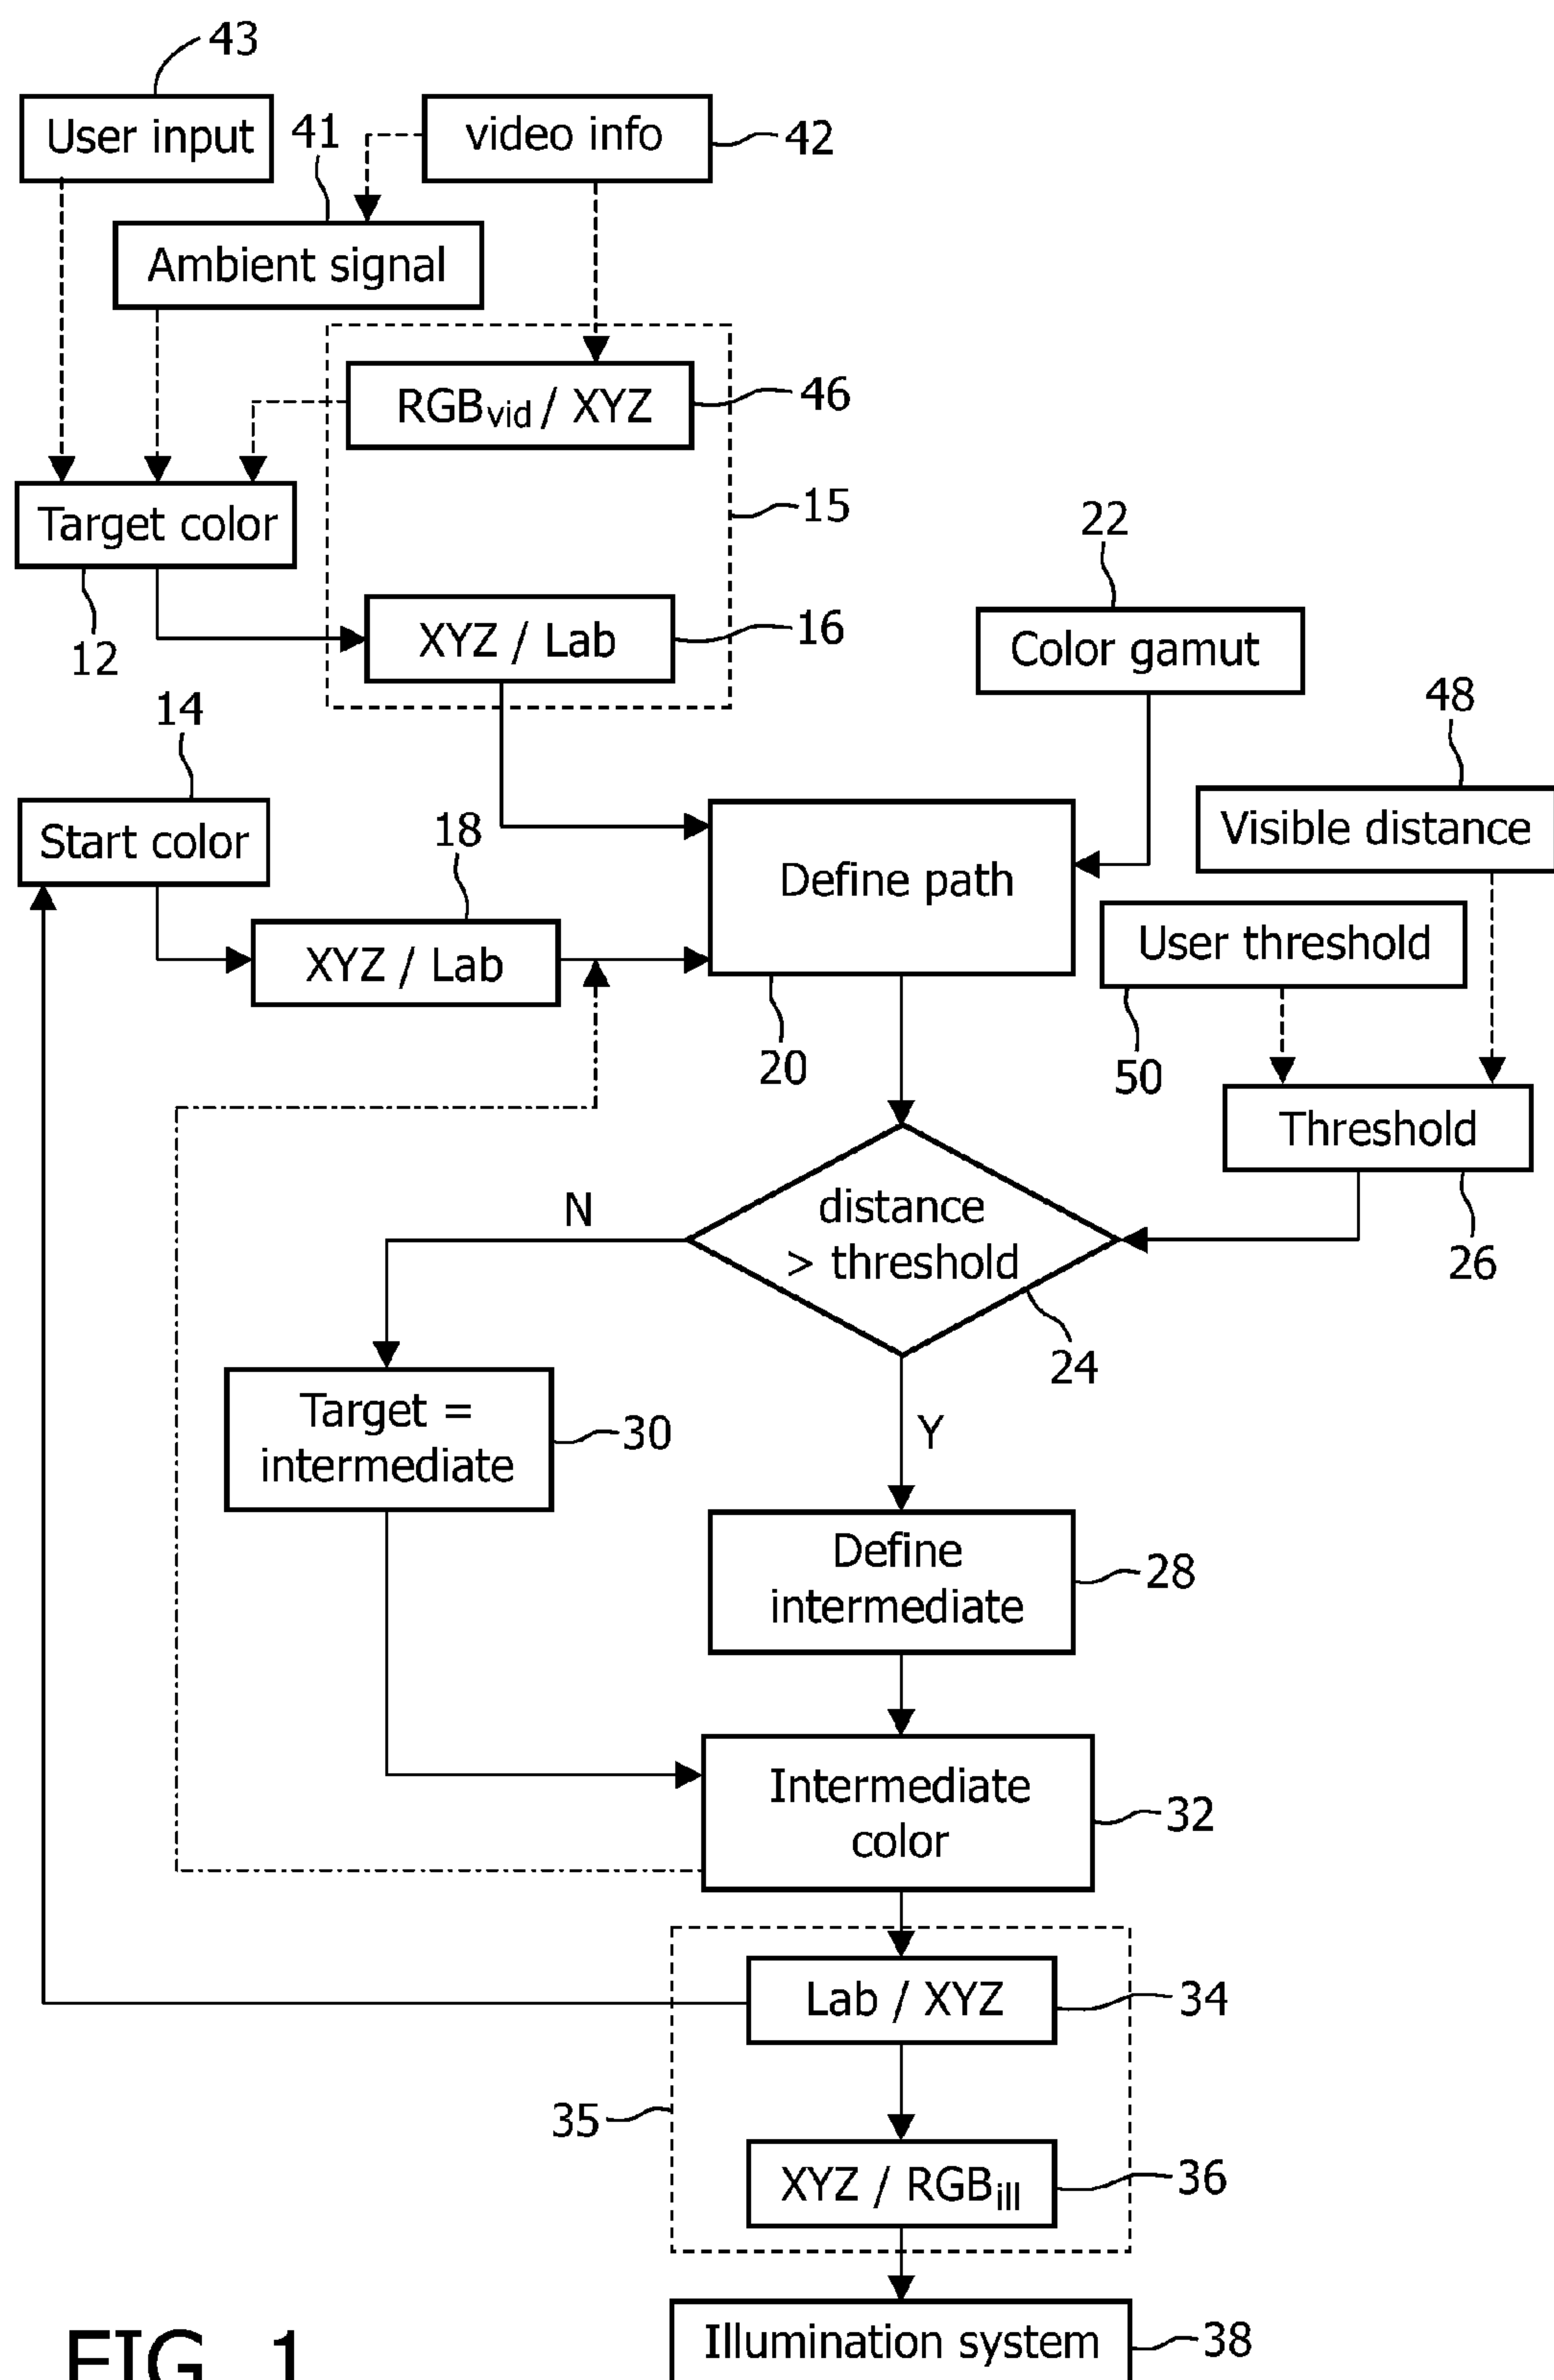 43
User input
41
video info
42
Ambient signal
RGBvid / XYZ
46
Target color
15
22
12
XYZ / Lab
16
Color gamut
14
48
Start color
18
Visible distance
Define path
XYZ / Lab
User threshold
20
50
Threshold
N
distance
> threshold
26
24
Target =
intermediate
30
Y
Define
intermediate
28
Intermediate
color
32
Lab / XYZ
34
35
XYZ / RGBill
36
Illumination system
38
FIG. 1